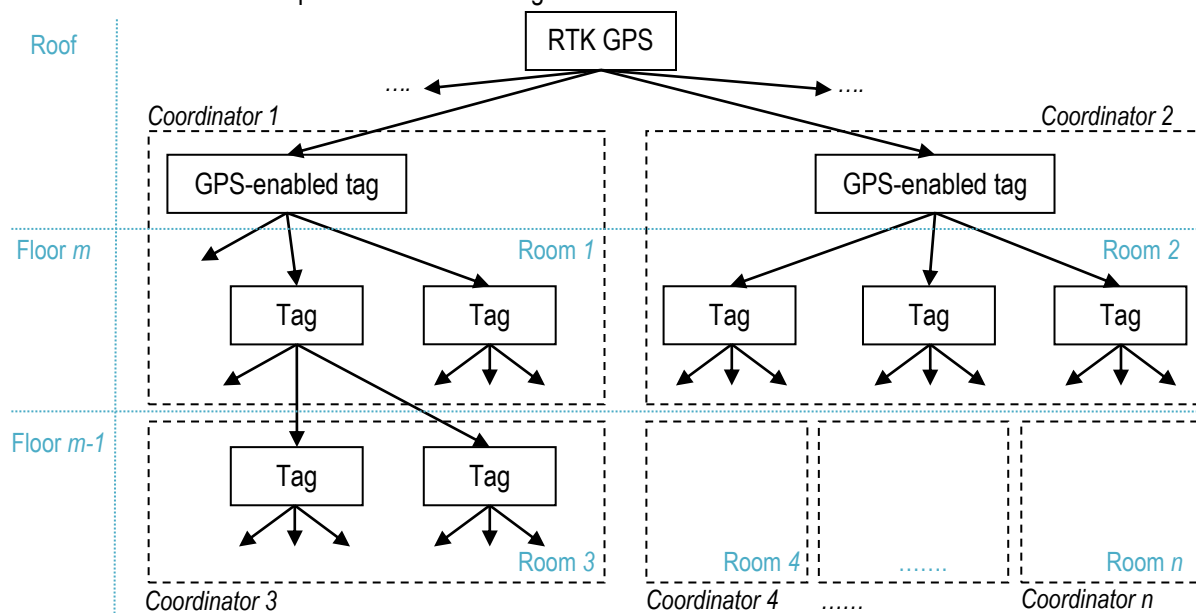 RTK GPS
Roof
…. ….
Coordinator 1 Coordinator 2
GPS-enabled tag GPS-enabled tag
Floor m Room 1 Room 2
Tag Tag Tag Tag Tag
Floor m-1
Tag Tag
Room 3 Room 4 ……. Room n
Coordinator 3 Coordinator 4 …… Coordinator n